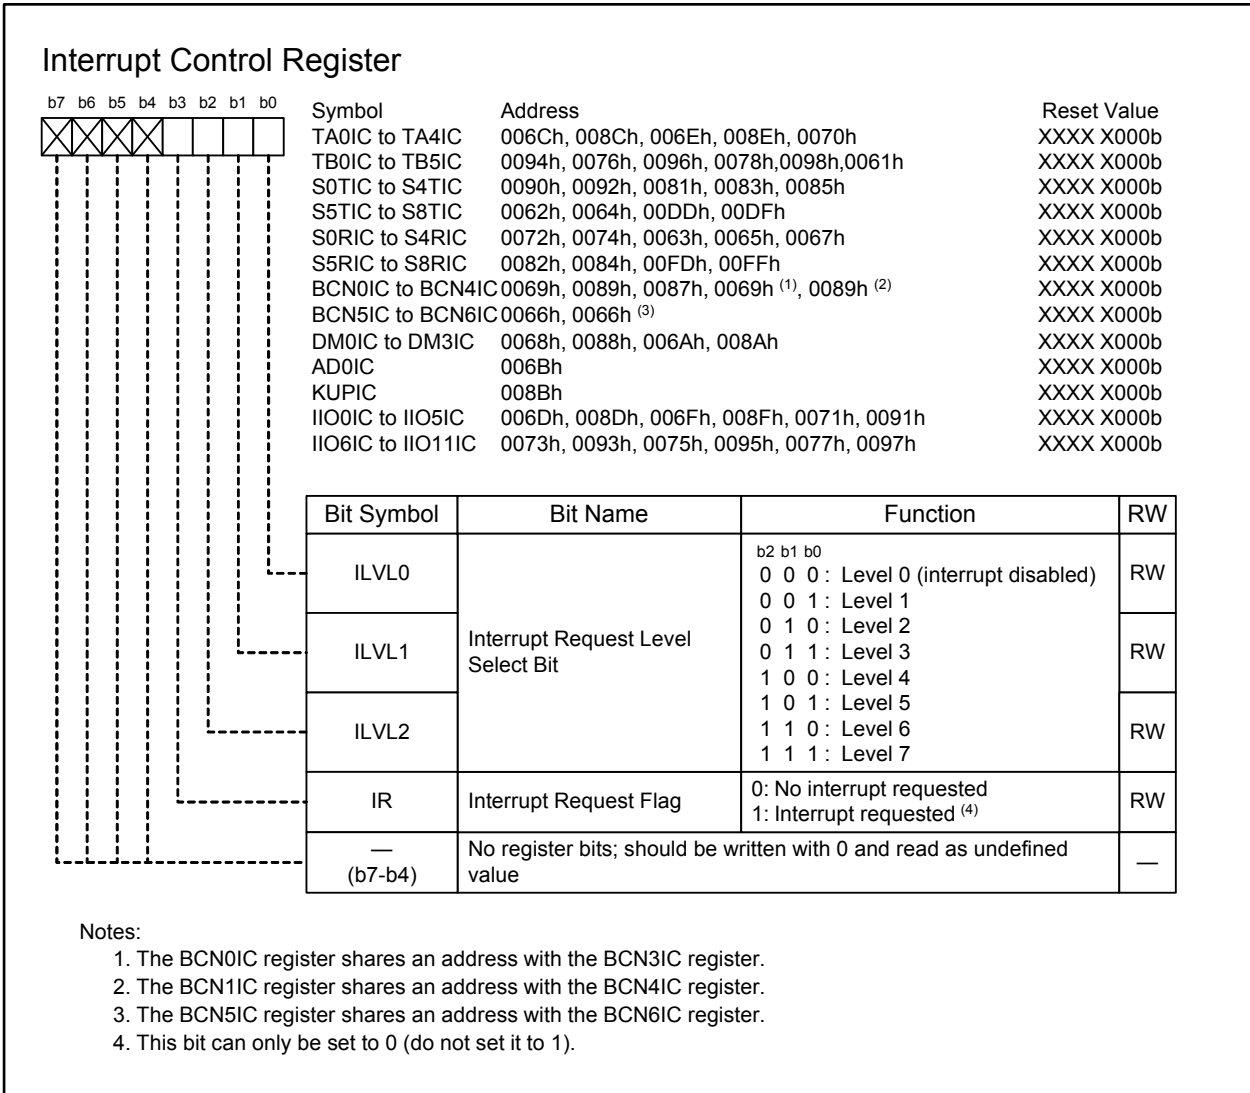 Interrupt Control Register
b7 b6 b5 b4 b3 b2 b1 b0
Symbol Address Reset Value
TA0IC to TA4IC 006Ch, 008Ch, 006Eh, 008Eh, 0070h XXXX X000b
TB0IC to TB5IC 0094h, 0076h, 0096h, 0078h,0098h,0061h XXXX X000b
S0TIC to S4TIC 0090h, 0092h, 0081h, 0083h, 0085h XXXX X000b
S5TIC to S8TIC 0062h, 0064h, 00DDh, 00DFh XXXX X000b
S0RIC to S4RIC 0072h, 0074h, 0063h, 0065h, 0067h XXXX X000b
S5RIC to S8RIC 0082h, 0084h, 00FDh, 00FFh XXXX X000b
BCN0IC to BCN4IC 0069h, 0089h, 0087h, 0069h (1), 0089h (2) XXXX X000b
BCN5IC to BCN6IC 0066h, 0066h (3) XXXX X000b
DM0IC to DM3IC 0068h, 0088h, 006Ah, 008Ah XXXX X000b
AD0IC 006Bh XXXX X000b
KUPIC 008Bh XXXX X000b
IIO0IC to IIO5IC 006Dh, 008Dh, 006Fh, 008Fh, 0071h, 0091h XXXX X000b
IIO6IC to IIO11IC 0073h, 0093h, 0075h, 0095h, 0077h, 0097h XXXX X000b
Bit Symbol Bit Name Function RW
ILVL0 RW
ILVL1 RW
ILVL2 RW
Interrupt Request Level
Select Bit
b2 b1 b0
0 0 0 : Level 0 (interrupt disabled)
0 0 1 : Level 1
0 1 0 : Level 2
0 1 1 : Level 3
1 0 0 : Level 4
1 0 1 : Level 5
1 1 0 : Level 6
1 1 1 : Level 7
IR Interrupt Request Flag 0: No interrupt requested RW
1: Interrupt requested (4)
— No register bits; should be written with 0 and read as undefined —
(b7-b4) value
Notes:
1. The BCN0IC register shares an address with the BCN3IC register.
2. The BCN1IC register shares an address with the BCN4IC register.
3. The BCN5IC register shares an address with the BCN6IC register.
4. This bit can only be set to 0 (do not set it to 1).